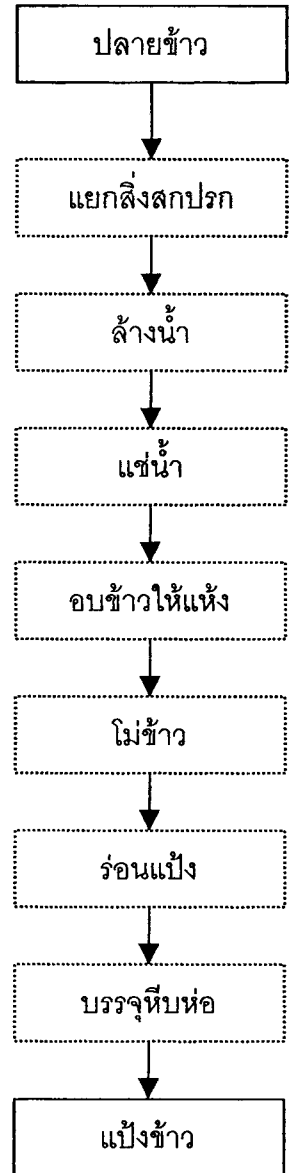 ปลายข้าว
แยกสิ่งสกปรก
ล้างน้ำ
แช่น้ำ
อบข้าวให้แห้ง
โม่ข้าว
ร่อนแป้ง
บรรจุหีบห่อ
แป้งข้าว